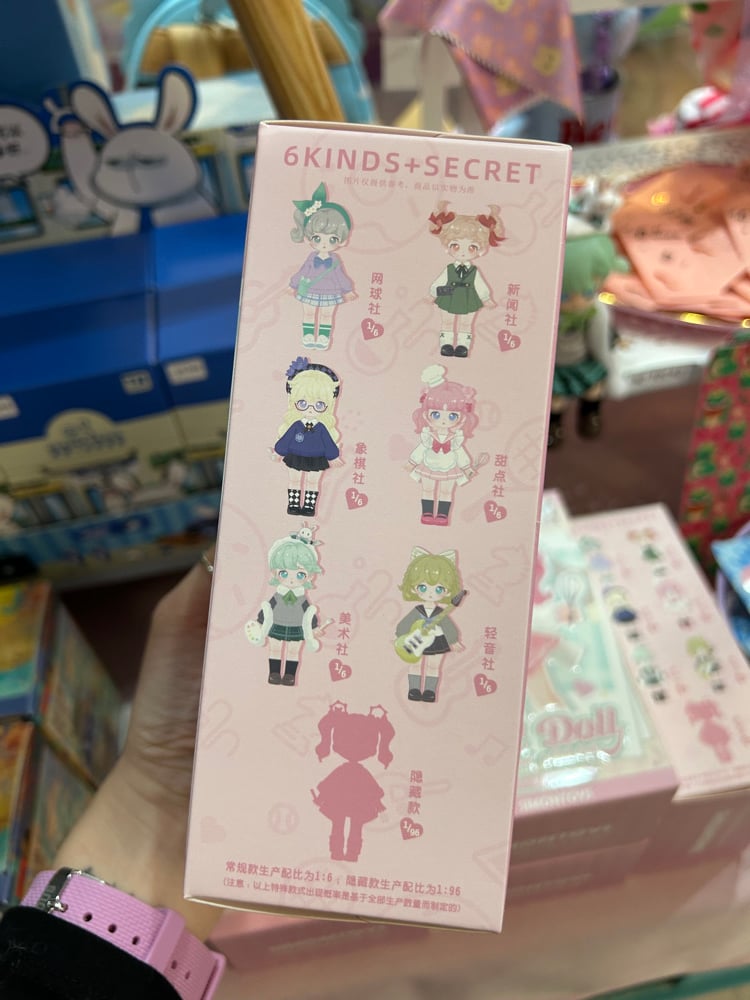 6KINDS+SECRET
图片仅提供参考，商品以实物为准
网球社
1/6
新闻社
1/6
象棋社
1/6
甜点社
1/6
美术社
1/6
轻音社
1/6
隐藏款
1/96
常规款生产配比为1:6；隐藏款生产配比为1:96
(注意：以上特殊款式出现概率是基于全部生产数量而制定的)
Doll